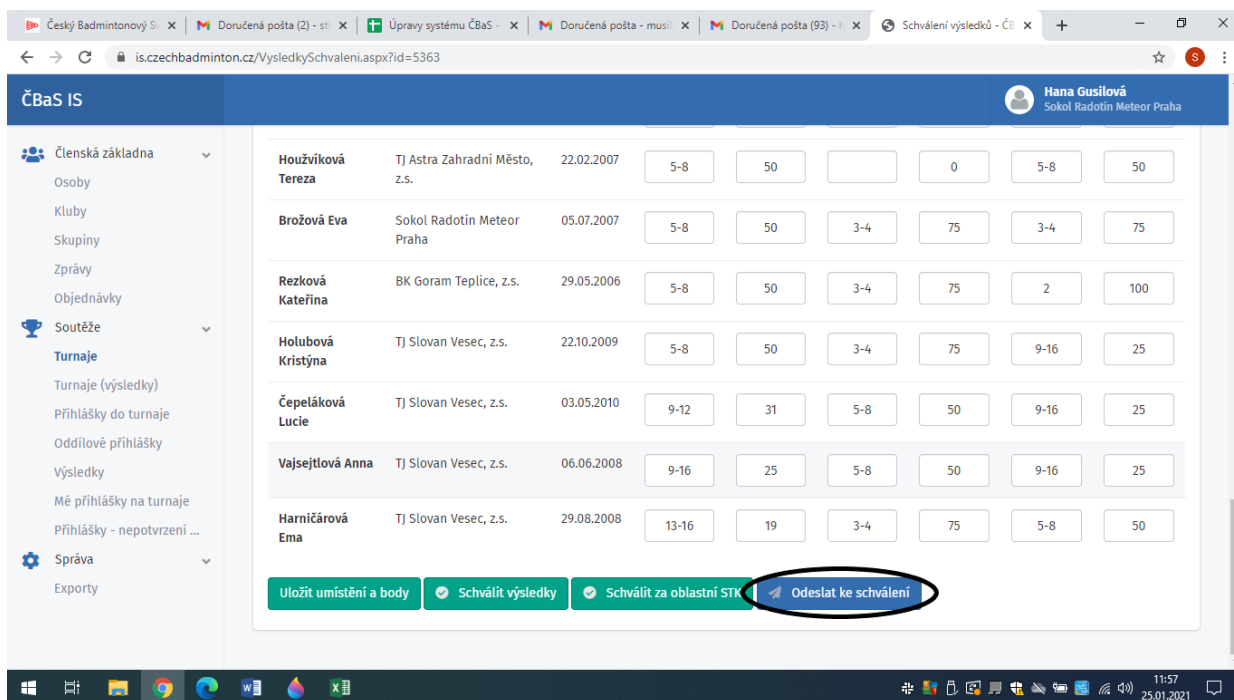 Český Badmintonový Sv
Doručená pošta (2) - st
Úpravy systému ČBaS -
Doručená pošta - musil
Doručená pošta (93) - h
Schválení výsledků - ČB
is.czechbadminton.cz/VysledkySchvaleni.aspx?id=5363
S
ČBaS IS
Hana Gusilová
Sokol Radotín Meteor Praha
Členská základna
Osoby
Kluby
Skupiny
Zprávy
Objednávky
Soutěže
Turnaje
Turnaje (výsledky)
Přihlášky do turnaje
Oddílové přihlášky
Výsledky
Mé přihlášky na turnaje
Přihlášky - nepotvrzení ...
Správa
Exporty
Houžvíková TJ Astra Zahradní Město, 22.02.2007 5-8 50 0 5-8 50
Tereza z.s.
Brožová Eva Sokol Radotín Meteor 05.07.2007 5-8 50 3-4 75 3-4 75
Praha
Rezková BK Goram Teplice, z.s. 29.05.2006 5-8 50 3-4 75 2 100
Kateřina
Holubová TJ Slovan Vesec, z.s. 22.10.2009 5-8 50 3-4 75 9-16 25
Kristýna
Čepeláková TJ Slovan Vesec, z.s. 03.05.2010 9-12 31 5-8 50 9-16 25
Lucie
Vajsejtlová Anna TJ Slovan Vesec, z.s. 06.06.2008 9-16 25 5-8 50 9-16 25
Harničárová TJ Slovan Vesec, z.s. 29.08.2008 13-16 19 3-4 75 5-8 50
Ema
Uložit umístění a body Schválit výsledky Schválit za oblastní STK Odeslat ke schválení
11:57
25.01.2021